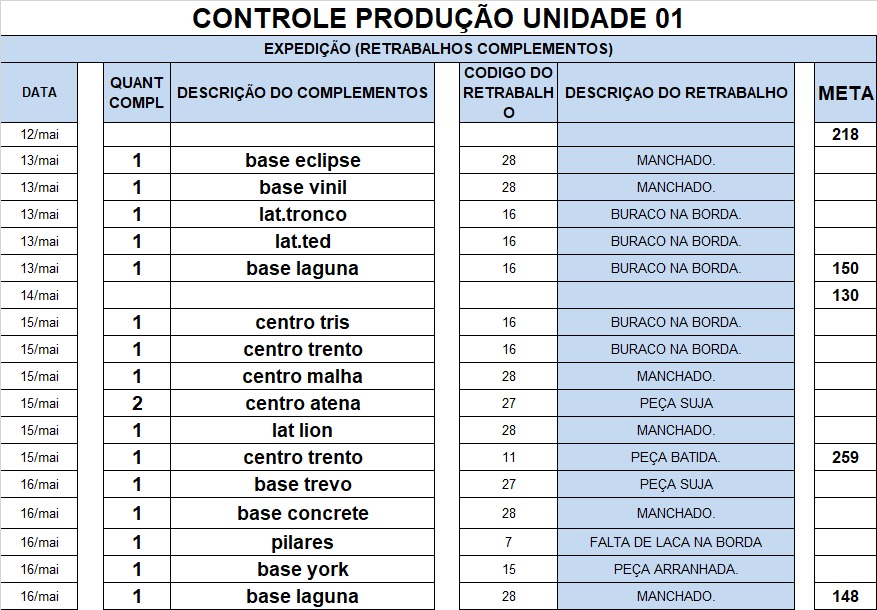 CONTROLE PRODUÇÃO UNIDADE 01
EXPEDIÇÃO (RETRABALHOS COMPLEMENTOS)
DATA QUANT COMPL DESCRIÇÃO DO COMPLEMENTOS CODIGO DO RETRABALHO DESCRIÇAO DO RETRABALHO META
12/mai 218
13/mai 1 base eclipse 28 MANCHADO.
13/mai 1 base vinil 28 MANCHADO.
13/mai 1 lat.tronco 16 BURACO NA BORDA.
13/mai 1 lat.ted 16 BURACO NA BORDA.
13/mai 1 base laguna 16 BURACO NA BORDA. 150
14/mai 130
15/mai 1 centro tris 16 BURACO NA BORDA.
15/mai 1 centro trento 16 BURACO NA BORDA.
15/mai 1 centro malha 28 MANCHADO.
15/mai 2 centro atena 27 PEÇA SUJA
15/mai 1 lat lion 28 MANCHADO.
15/mai 1 centro trento 11 PEÇA BATIDA. 259
16/mai 1 base trevo 27 PEÇA SUJA
16/mai 1 base concrete 28 MANCHADO.
16/mai 1 pilares 7 FALTA DE LACA NA BORDA
16/mai 1 base york 15 PEÇA ARRANHADA.
16/mai 1 base laguna 28 MANCHADO. 148